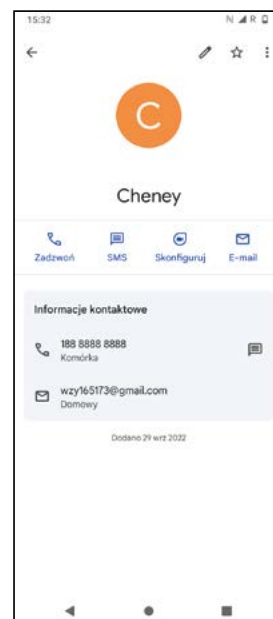 15:32 R
C
Cheney
Zadzwoń SMS Skonfiguruj E-mail
Informacje kontaktowe
188 8888 8888
Komórka
wzy165173@gmail.com
Domowy
Dodano 29 wrz 2022